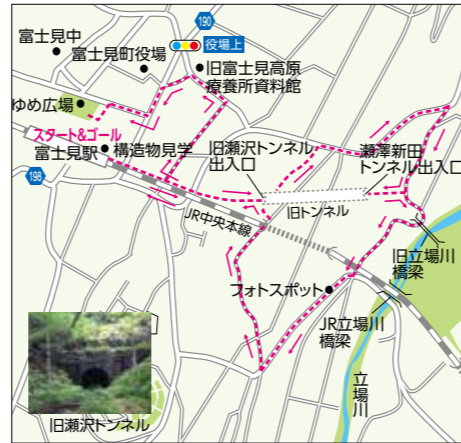 190
富士見中
富士見町役場
役場上
旧富士見高原
療養所資料館
ゆめ広場
スタート&ゴール
富士見駅
構造物見学
旧瀬沢トンネル
出入口
瀬澤新田
トンネル出入口
198
旧トンネル
JR中央本線
旧立場川
橋梁
フォトスポット
JR立場川
橋梁
立場川
旧瀬沢トンネル